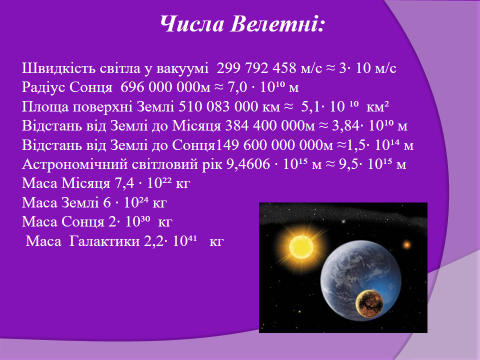 Числа Велетні:
Швидкість світла у вакуумі 299 792 458 м/с ≈ 3· 10 м/с
Радіус Сонця 696 000 000м ≈ 7,0 · 10¹⁰ м
Площа поверхні Землі 510 083 000 км ≈ 5,1· 10 ¹⁰ км²
Відстань від Землі до Місяця 384 400 000м ≈ 3,84· 10¹⁰ м
Відстань від Землі до Сонця149 600 000 000м ≈1,5· 10¹⁴ м
Астрономічний світловий рік 9,4606 · 10¹⁵ м ≈ 9,5· 10¹⁵ м
Маса Місяця 7,4 · 10²² кг
Маса Землі 6 · 10²⁴ кг
Маса Сонця 2· 10³⁰ кг
Маса Галактики 2,2· 10⁴¹ кг